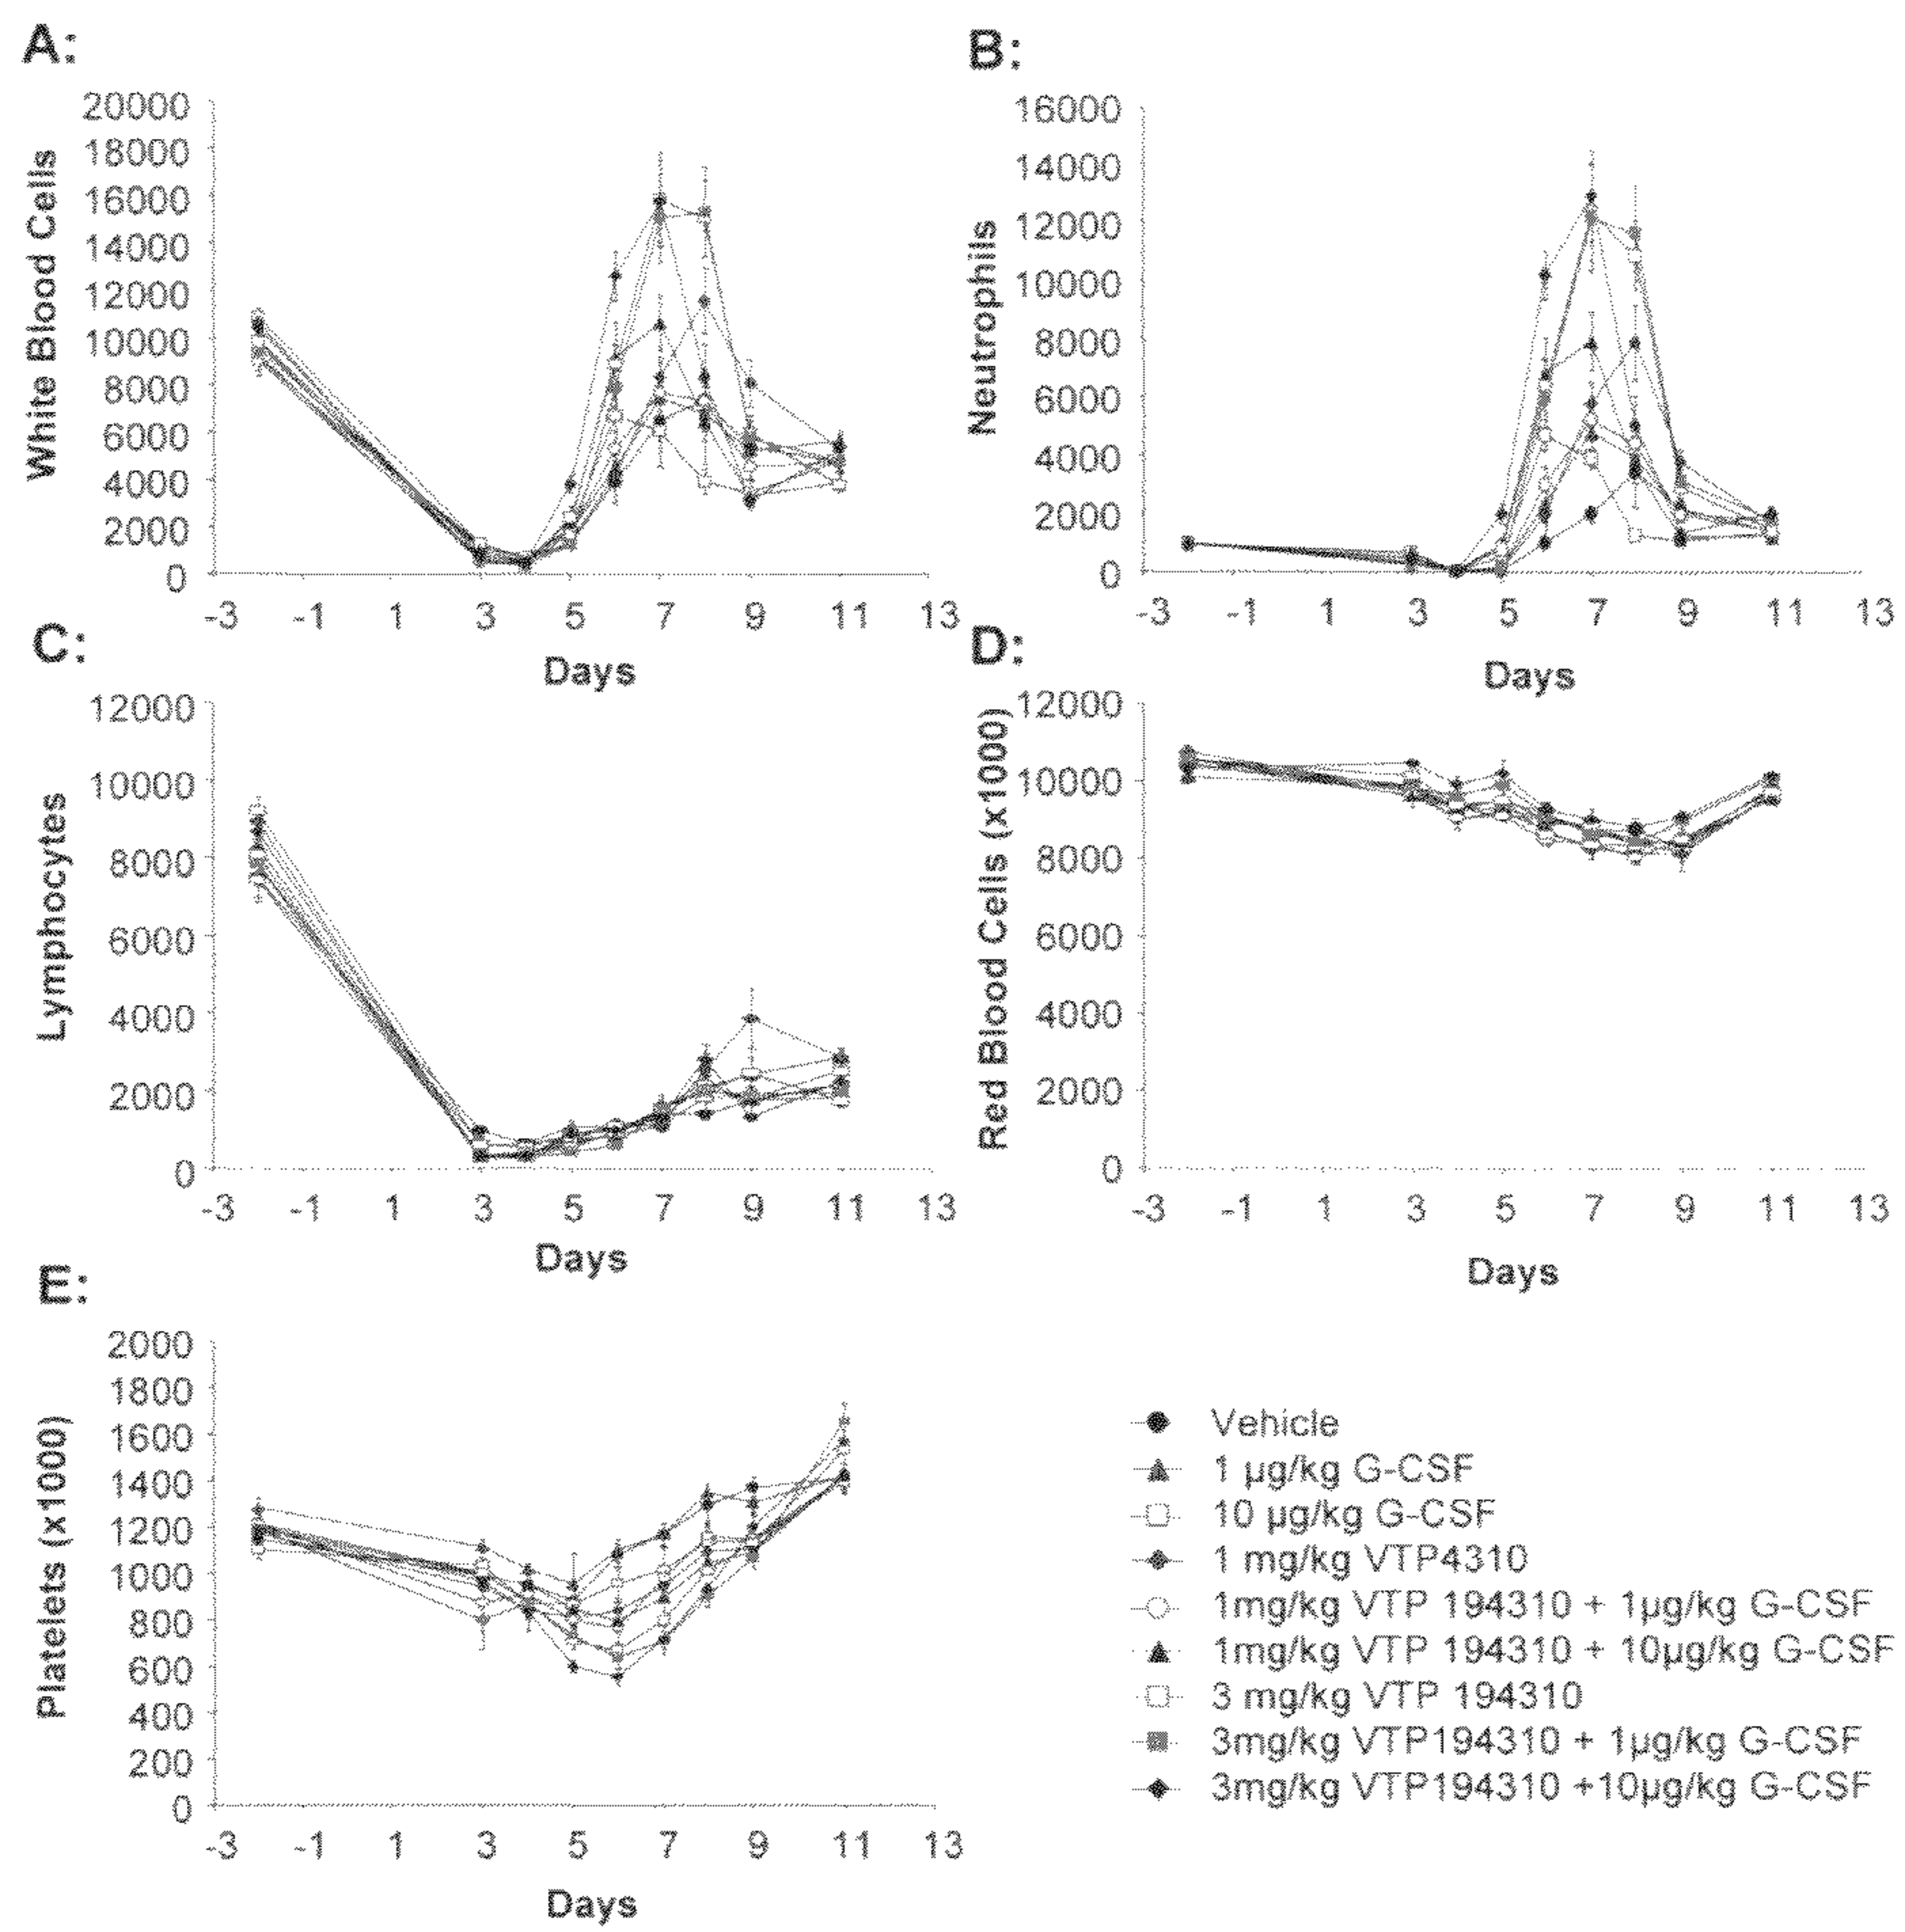 A:
20000
18000
16000
14000
12000
10000
8000
6000
4000
2000
0
White Blood Cells
-3 -1 1 3 5 7 9 11 13
Days
B:
16000
14000
12000
10000
8000
6000
4000
2000
0
Neutrophils
-3 -1 1 3 5 7 9 11 13
Days
C:
12000
10000
8000
6000
4000
2000
0
Lymphocytes
-3 -1 1 3 5 7 9 11 13
Days
D:
12000
10000
8000
6000
4000
2000
0
Red Blood Cells (x1000)
-3 -1 1 3 5 7 9 11 13
Days
E:
2000
1800
1600
1400
1200
1000
800
600
400
200
0
Platelets (x1000)
-3 -1 1 3 5 7 9 11 13
Days
Vehicle
1 µg/kg G-CSF
10 µg/kg G-CSF
1 mg/kg VTP4310
1mg/kg VTP 194310 + 1µg/kg G-CSF
1mg/kg VTP 194310 + 10µg/kg G-CSF
3 mg/kg VTP 194310
3mg/kg VTP194310 + 1µg/kg G-CSF
3mg/kg VTP194310 +10µg/kg G-CSF